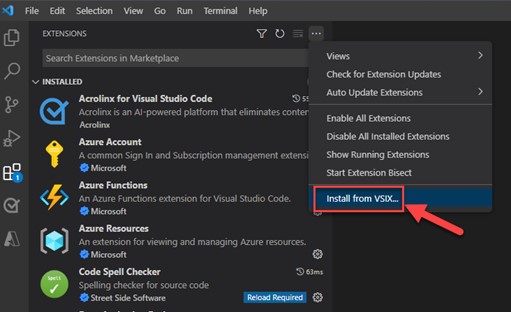 File Edit Selection View Go Run Terminal Help
EXTENSIONS
Search Extensions in Marketplace
INSTALLED
Acrolinx for Visual Studio Code
Acrolinx is an AI-powered platform that eliminates
Acrolinx
Azure Account
A common Sign In and Subscription management
Microsoft
Azure Functions
An Azure Functions extension for Visual Studio Code.
Microsoft
Azure Resources
An extension for viewing and managing Azure resources.
Microsoft
Code Spell Checker 63ms
Spelling checker for source code
Street Side Software Reload Required
Spell
1
Views
Check for Extension Updates
Auto Update Extensions
Enable All Extensions
Disable All Installed Extensions
Show Running Extensions
Start Extension Bisect
Install from VSIX...